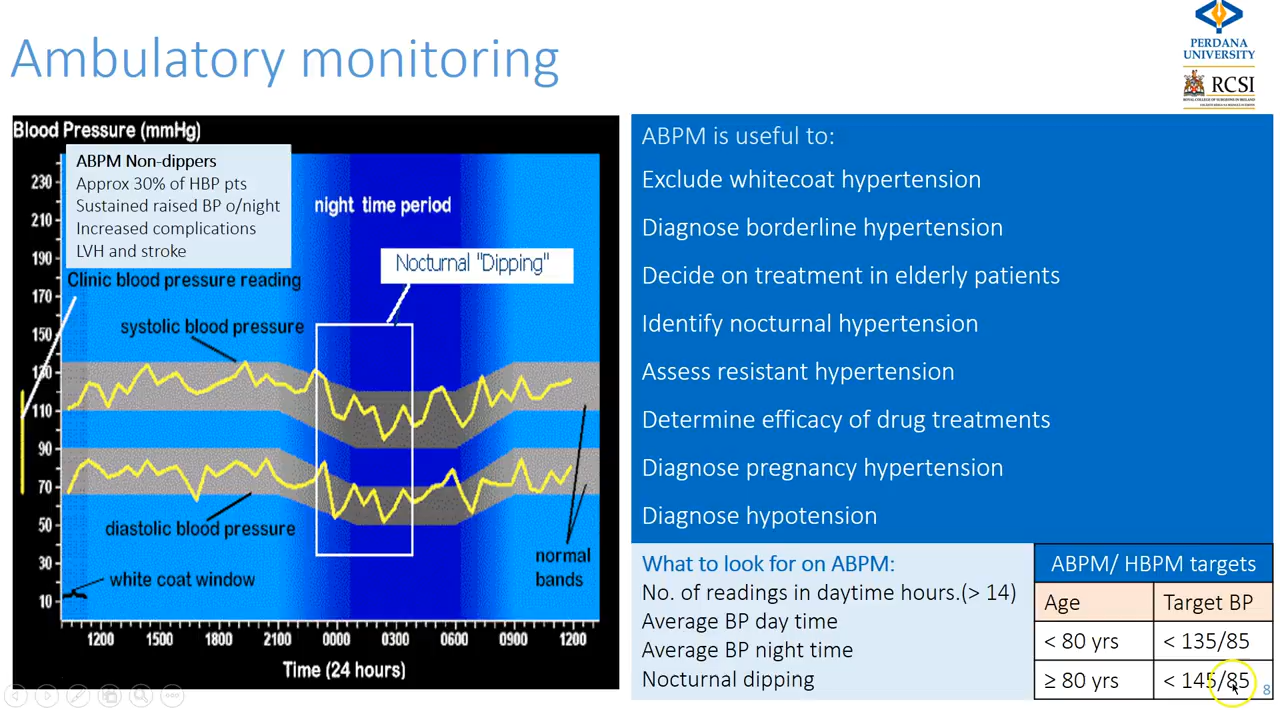 Ambulatory monitoring
PERDANA
UNIVERSITY
RCSI
Blood Pressure (mmHg)
ABPM Non-dippers
Approx 30% of HBP pts
Sustained raised BP o/night
Increased complications
LVH and stroke
230
210
190
170
150
130
110
90
70
50
30
10
night time period
Nocturnal "Dipping"
Clinic blood pressure reading
systolic blood pressure
diastolic blood pressure
white coat window
normal
bands
1200 1500 1800 2100 0000 0300 0600 0900 1200
Time (24 hours)
ABPM is useful to:
Exclude whitecoat hypertension
Diagnose borderline hypertension
Decide on treatment in elderly patients
Identify nocturnal hypertension
Assess resistant hypertension
Determine efficacy of drug treatments
Diagnose pregnancy hypertension
Diagnose hypotension
What to look for on ABPM:
No. of readings in daytime hours.(> 14)
Average BP day time
Average BP night time
Nocturnal dipping
ABPM/ HBPM targets
Age Target BP
< 80 yrs < 135/85
≥ 80 yrs < 145/85
8